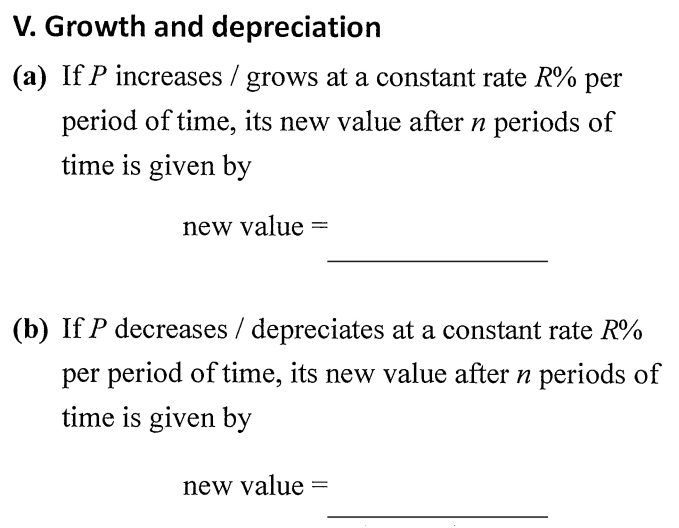 V. Growth and depreciation
(a) If P increases / grows at a constant rate R% per
period of time, its new value after n periods of
time is given by
new value =
(b) If P decreases / depreciates at a constant rate R%
per period of time, its new value after n periods of
time is given by
new value =